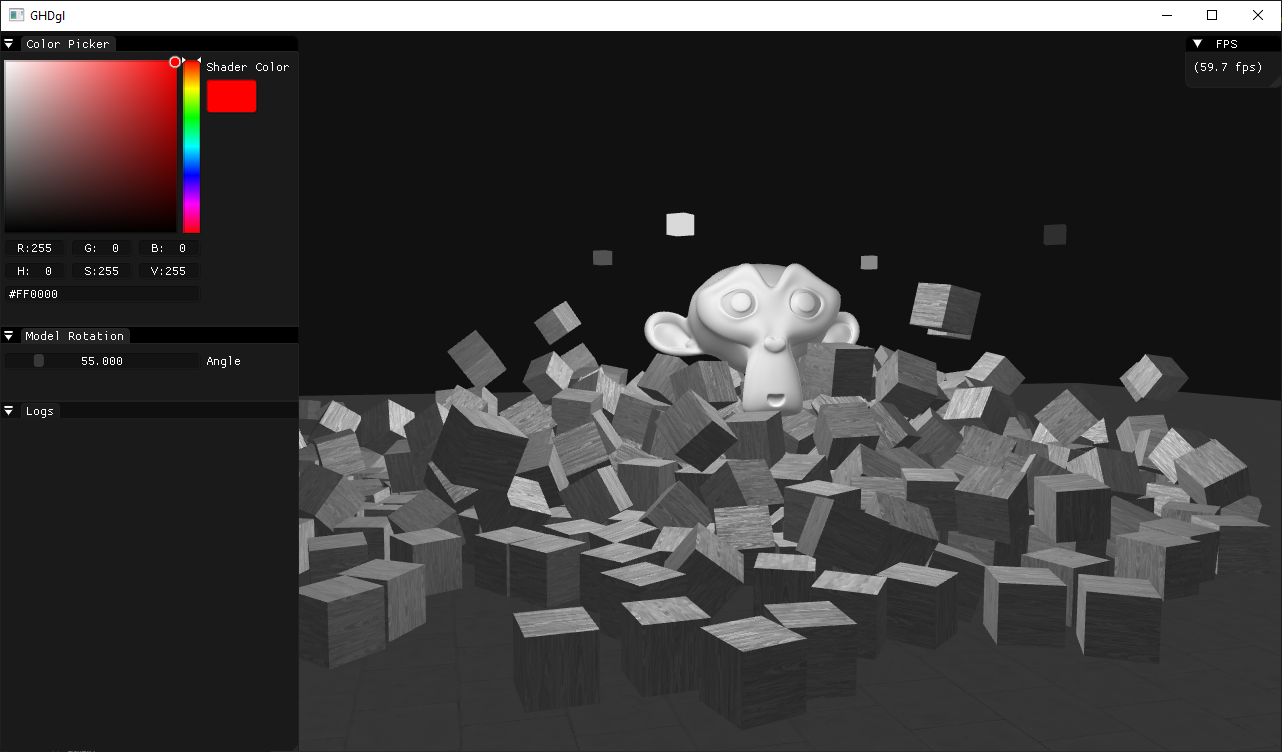 GHDgl
Color Picker
Shader Color
R:255 G: 0 B: 0
H: 0 S:255 V:255
#FF0000
Model Rotation
55.000 Angle
Logs
FPS
(59.7 fps)